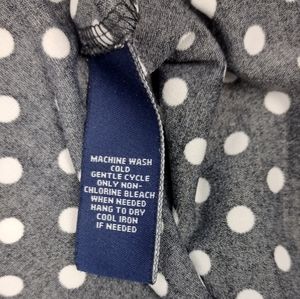 MACHINE WASH
COLD
GENTLE CYCLE
ONLY NON-
CHLORINE BLEACH
WHEN NEEDED
HANG TO DRY
COOL IRON
IF NEEDED